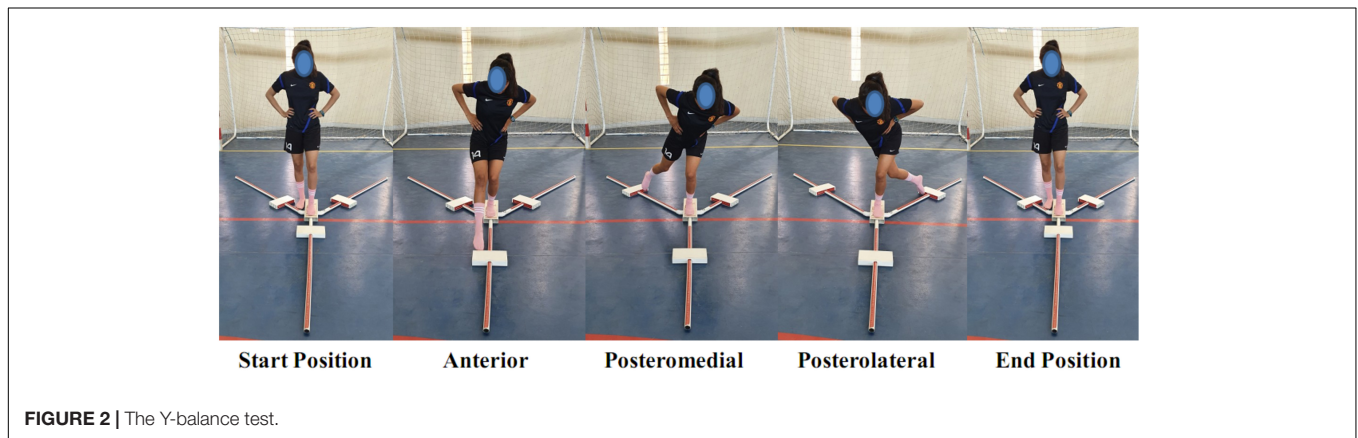 Start Position
Anterior
Posteromedial
Posterolateral
End Position
FIGURE 2 | The Y-balance test.